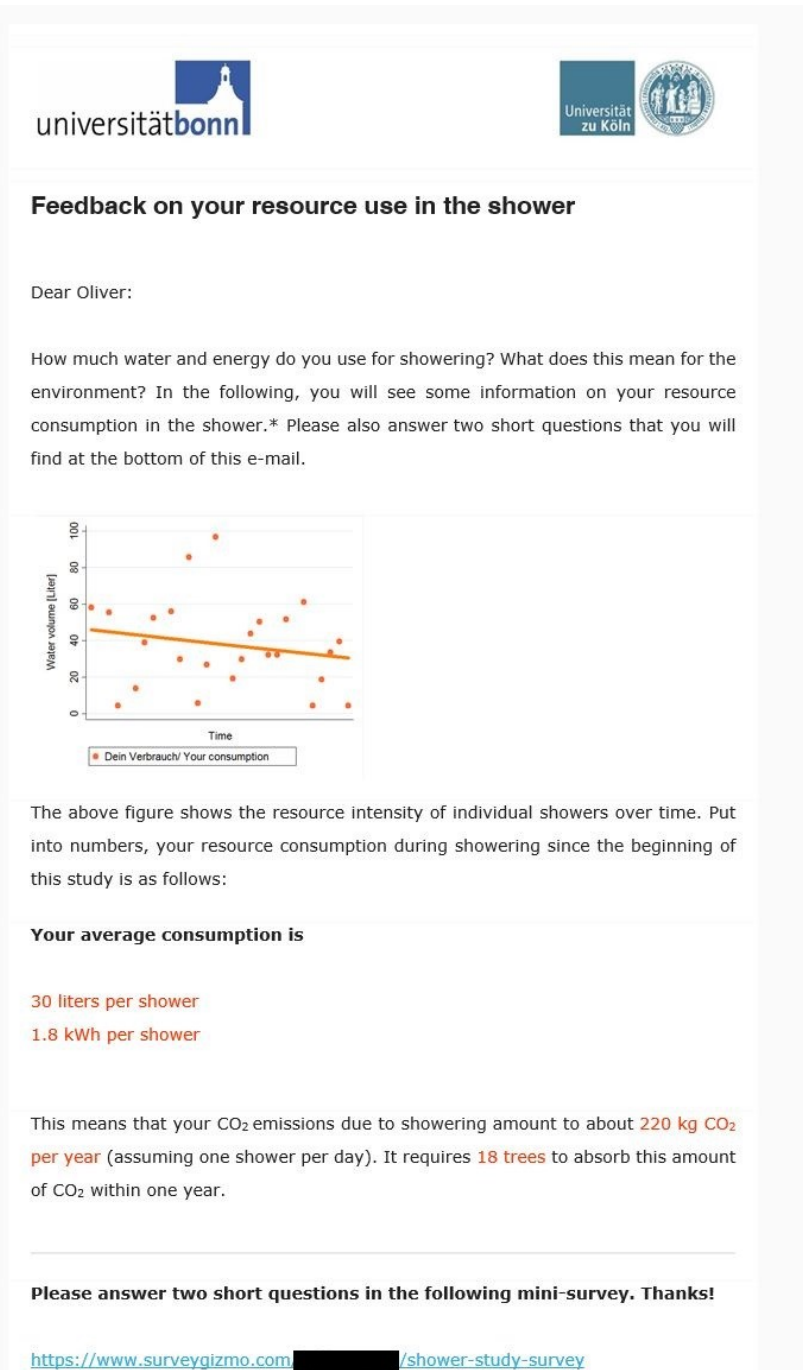 universitätbonn
Universität
zu Köln
Feedback on your resource use in the shower
Dear Oliver:
How much water and energy do you use for showering? What does this mean for the
environment? In the following, you will see some information on your resource
consumption in the shower.* Please also answer two short questions that you will
find at the bottom of this e-mail.
Water volume [Liter]
100
80
60
40
20
0
Time
Dein Verbrauch/ Your consumption
The above figure shows the resource intensity of individual showers over time. Put
into numbers, your resource consumption during showering since the beginning of
this study is as follows:
Your average consumption is
30 liters per shower
1.8 kWh per shower
This means that your CO₂ emissions due to showering amount to about 220 kg CO₂
per year (assuming one shower per day). It requires 18 trees to absorb this amount
of CO₂ within one year.
Please answer two short questions in the following mini-survey. Thanks!
https://www.surveygizmo.com/ /shower-study-survey